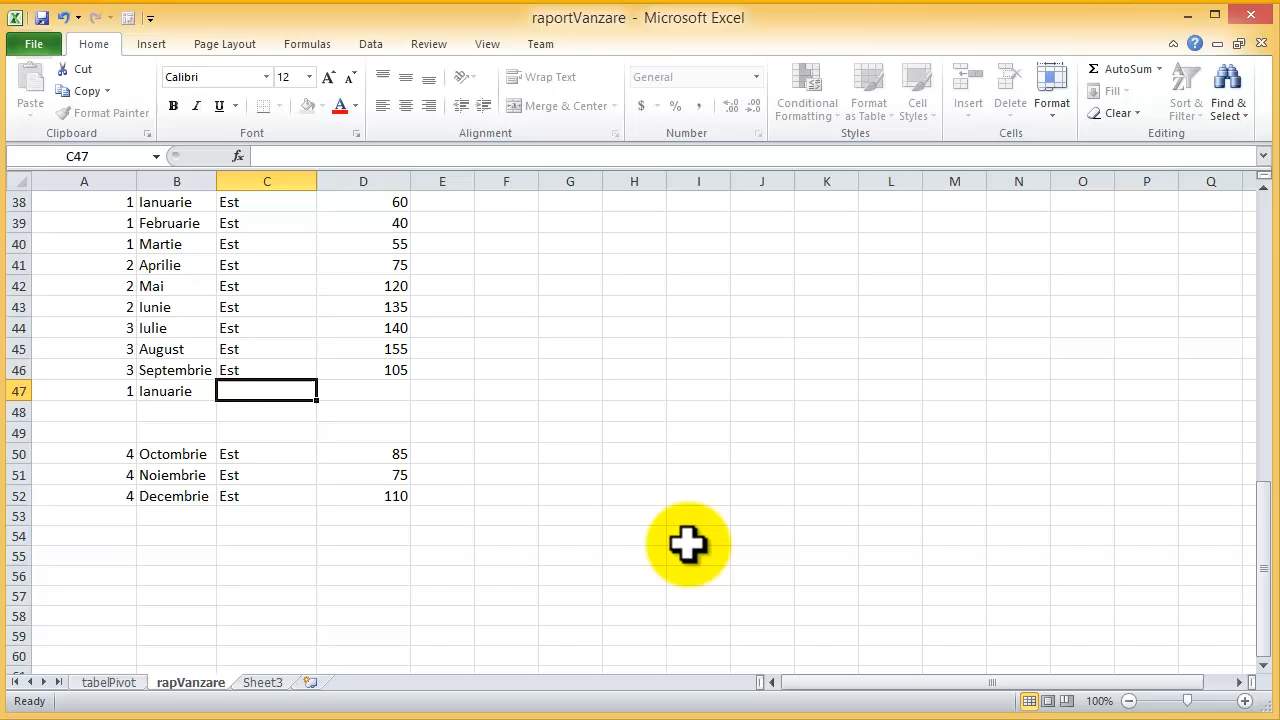 raportVanzare - Microsoft Excel
File Home Insert Page Layout Formulas Data Review View Team
Paste Cut Copy Format Painter Clipboard
Calibri 12 B I U A Font
Wrap Text Merge & Center Alignment
General $ % , Number
Conditional Formatting Format as Table Cell Styles Styles
Insert Delete Format Cells
Σ AutoSum Fill Clear Sort & Filter Find & Select Editing
C47 fx
A B C D E F G H I J K L M N O P Q
38 1 Ianuarie Est 60
39 1 Februarie Est 40
40 1 Martie Est 55
41 2 Aprilie Est 75
42 2 Mai Est 120
43 2 Iunie Est 135
44 3 Iulie Est 140
45 3 August Est 155
46 3 Septembrie Est 105
47 1 Ianuarie
48
49
50 4 Octombrie Est 85
51 4 Noiembrie Est 75
52 4 Decembrie Est 110
53
54
55
56
57
58
59
60
tabelPivot rapVanzare Sheet3
Ready 100%